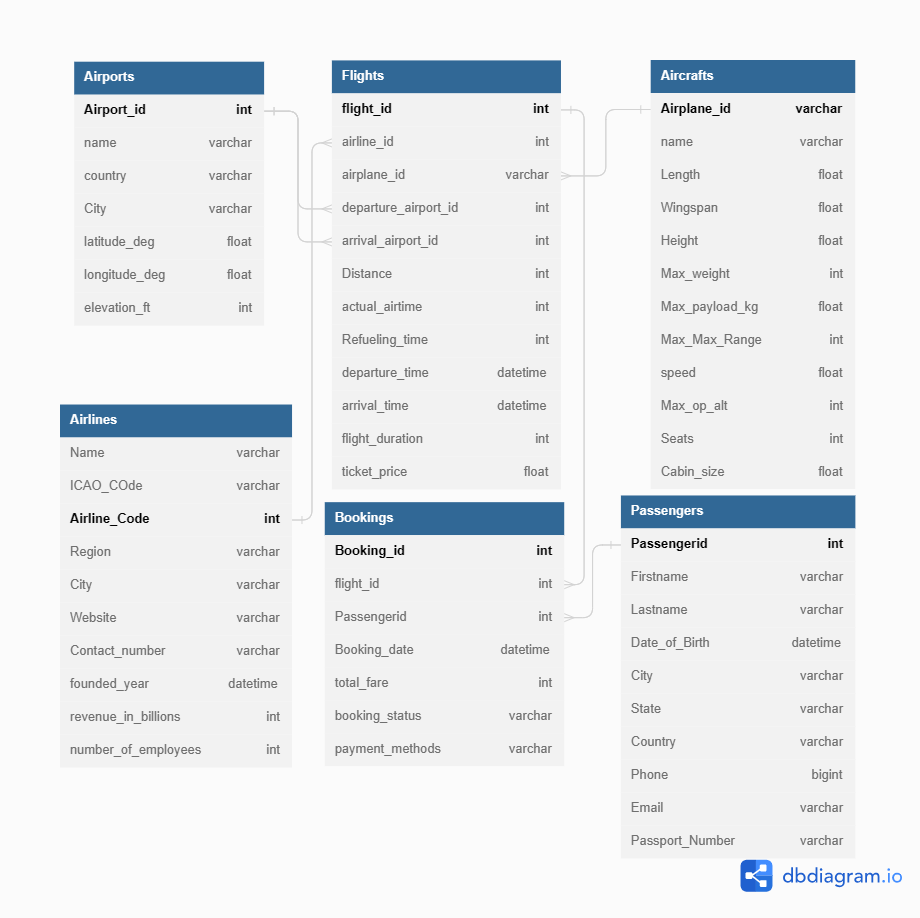 Airports
Airport_id int
name varchar
country varchar
City varchar
latitude_deg float
longitude_deg float
elevation_ft int
Flights
flight_id int
airline_id int
airplane_id varchar
departure_airport_id int
arrival_airport_id int
Distance int
actual_airtime int
Refueling_time int
departure_time datetime
arrival_time datetime
flight_duration int
ticket_price float
Aircrafts
Airplane_id varchar
name varchar
Length float
Wingspan float
Height float
Max_weight int
Max_payload_kg float
Max_Max_Range int
speed float
Max_op_alt int
Seats int
Cabin_size float
Airlines
Name varchar
ICAO_COde varchar
Airline_Code int
Region varchar
City varchar
Website varchar
Contact_number varchar
founded_year datetime
revenue_in_billions int
number_of_employees int
Bookings
Booking_id int
flight_id int
Passengerid int
Booking_date datetime
total_fare int
booking_status varchar
payment_methods varchar
Passengers
Passengerid int
Firstname varchar
Lastname varchar
Date_of_Birth datetime
City varchar
State varchar
Country varchar
Phone bigint
Email varchar
Passport_Number varchar
dbdiagram.io